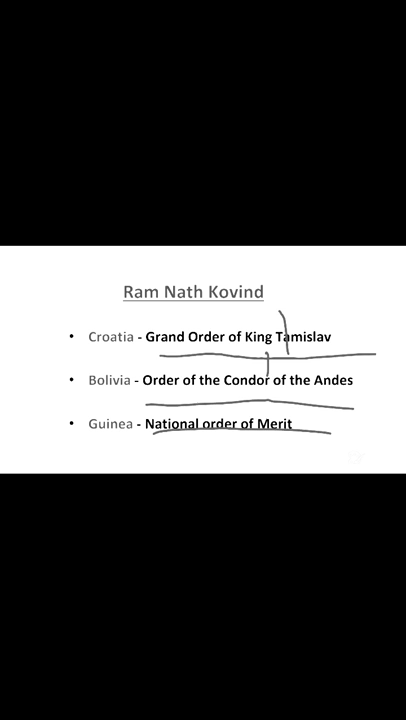 Ram Nath Kovind
• Croatia - Grand Order of King Tamislav
• Bolivia - Order of the Condor of the Andes
• Guinea - National order of Merit